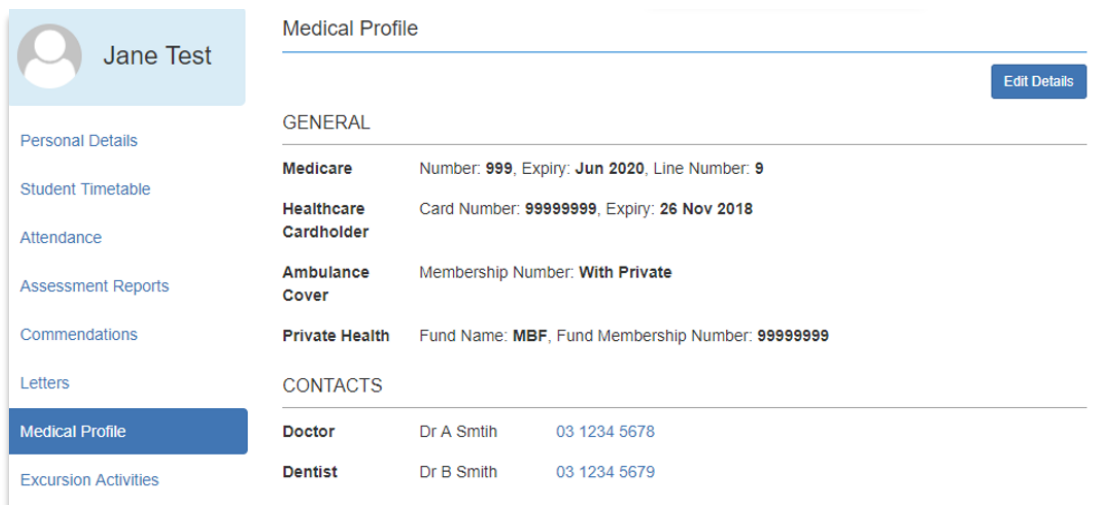 Jane Test
Personal Details
Student Timetable
Attendance
Assessment Reports
Commendations
Letters
Medical Profile
Excursion Activities
Medical Profile
Edit Details
GENERAL
Medicare Number: 999, Expiry: Jun 2020, Line Number: 9
Healthcare Card Number: 99999999, Expiry: 26 Nov 2018
Cardholder
Ambulance Membership Number: With Private
Cover
Private Health Fund Name: MBF, Fund Membership Number: 99999999
CONTACTS
Doctor Dr A Smtih 03 1234 5678
Dentist Dr B Smith 03 1234 5679